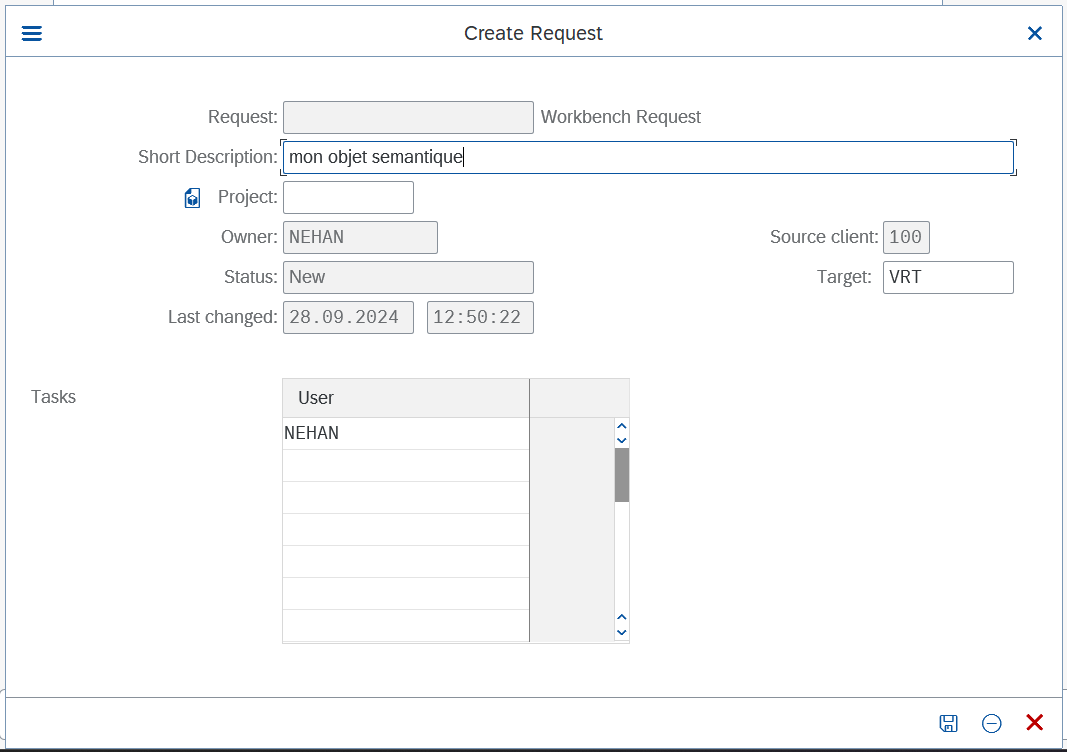 Create Request
Request: Workbench Request
Short Description: mon objet semantique
Project:
Owner: NEHAN Source client: 100
Status: New Target: VRT
Last changed: 28.09.2024 12:50:22
Tasks User
NEHAN